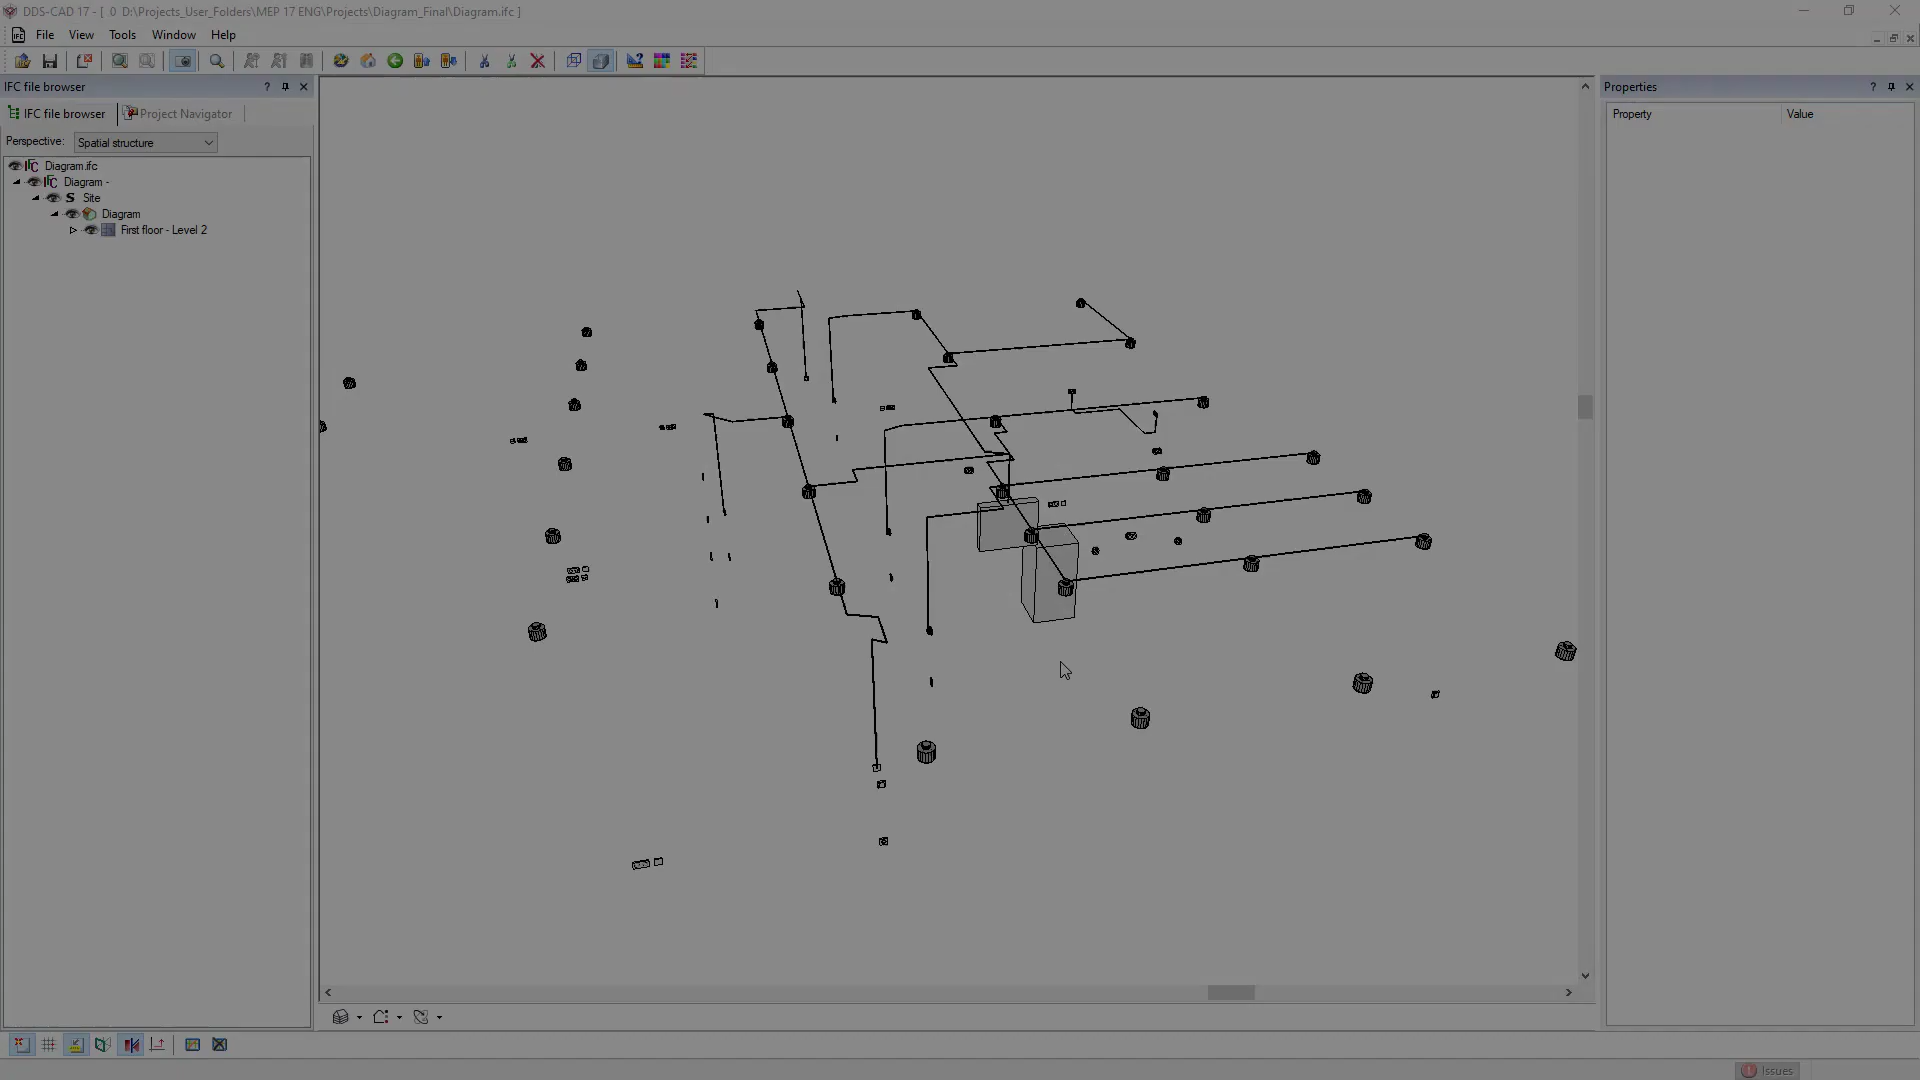 DDS-CAD 17 - [  0  D:\Projects_User_Folders\MEP 17 ENG\Projects\Diagram_Final\Diagram.ifc ]
File View Tools Window Help
IFC file browser
Properties
IFC file browser Project Navigator
Property Value
Perspective: Spatial structure
Diagram.ifc
Diagram -
Site
Diagram
First floor - Level 2
Issues